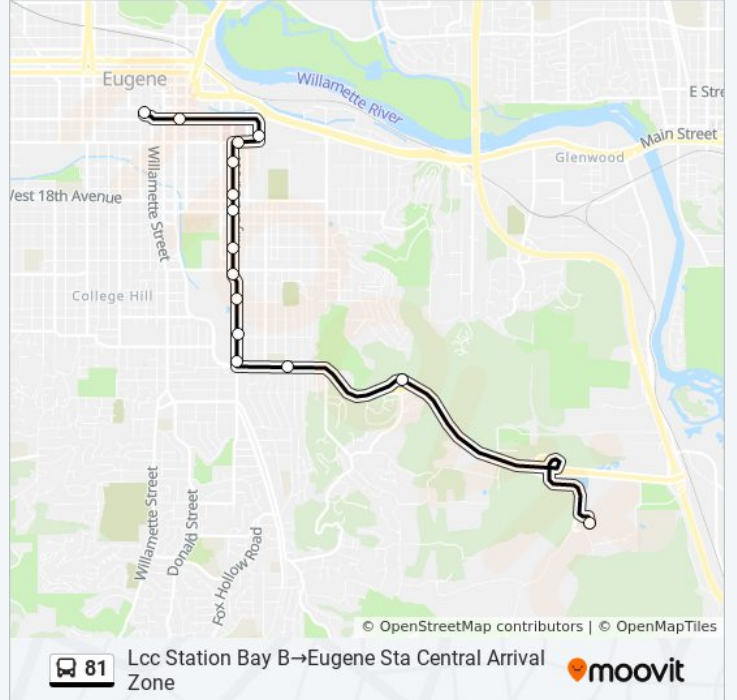 Eugene
Willamette River
E Stre
Main Street
Glenwood
Vest 18th Avenue
Willamette Street
College Hill
Willamette Street
Donald Street
Fox Hollow Road
© OpenStreetMap contributors | © OpenMapTiles
81
Lcc Station Bay B→Eugene Sta Central Arrival
Zone
moovit